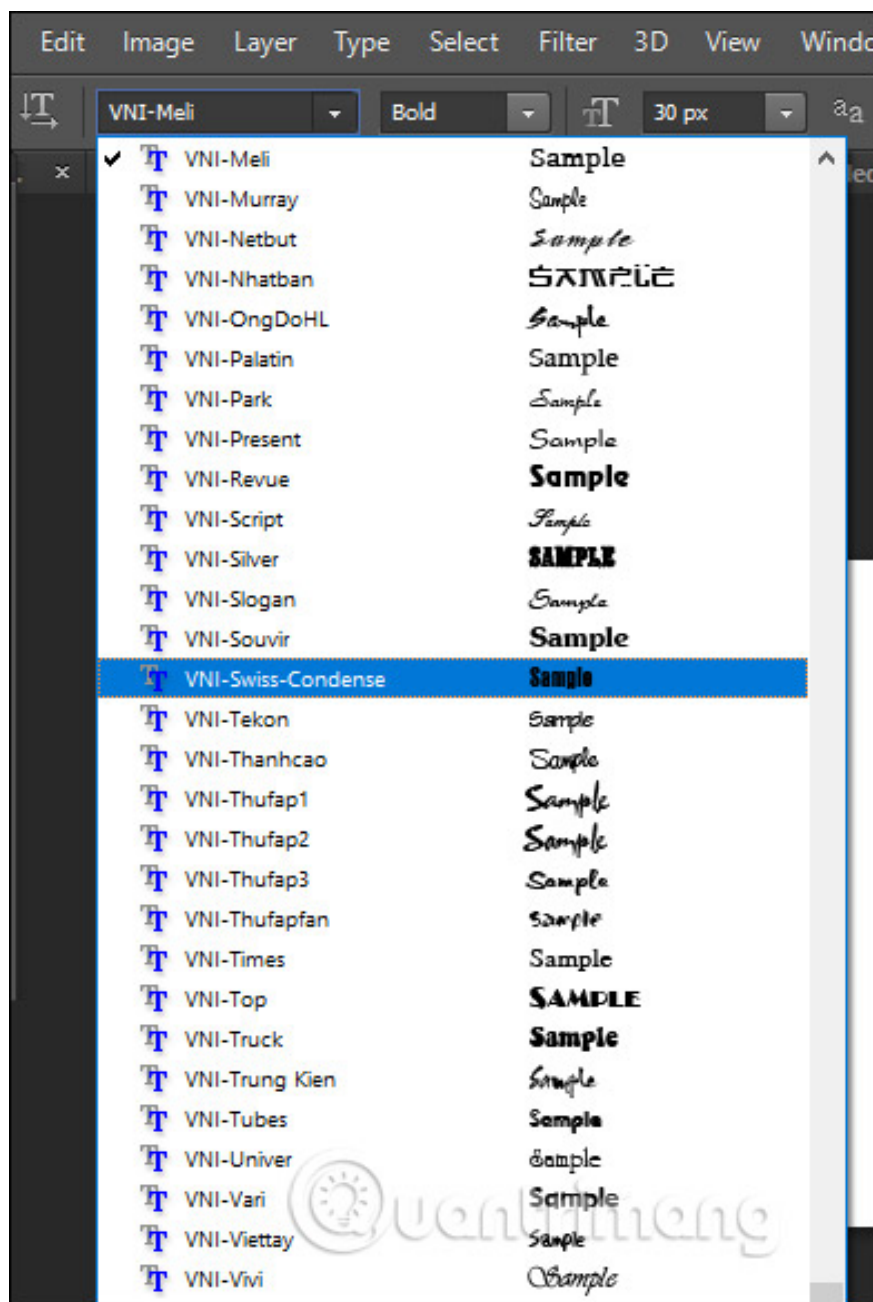 Edit Image Layer Type Select Filter 3D View Windo
T VNI-Meli Bold TT 30 px aa
VNI-Meli Sample
VNI-Murray Sample
VNI-Netbut Sample
VNI-Nhatban SAMPLE
VNI-OngDoHL Sample
VNI-Palatin Sample
VNI-Park Sample
VNI-Present Sample
VNI-Revue Sample
VNI-Script Sample
VNI-Silver SAMPLE
VNI-Slogan Sample
VNI-Souvir Sample
VNI-Swiss-Condense Sample
VNI-Tekon Sample
VNI-Thanhcao Sample
VNI-Thufap1 Sample
VNI-Thufap2 Sample
VNI-Thufap3 Sample
VNI-Thufapfan Sample
VNI-Times Sample
VNI-Top SAMPLE
VNI-Truck Sample
VNI-Trung Kien Sample
VNI-Tubes Sample
VNI-Univer Sample
VNI-Vari Sample
Quantrimang
VNI-Viettay Sample
VNI-Vivi Sample